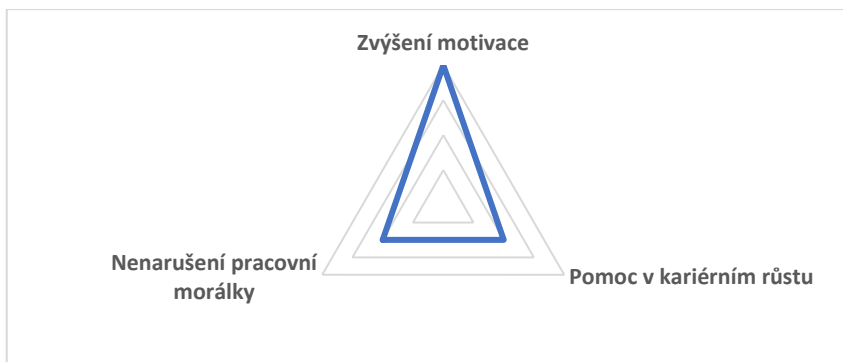 Zvýšení motivace
Nenarušení pracovní
morálky
Pomoc v kariérním růstu